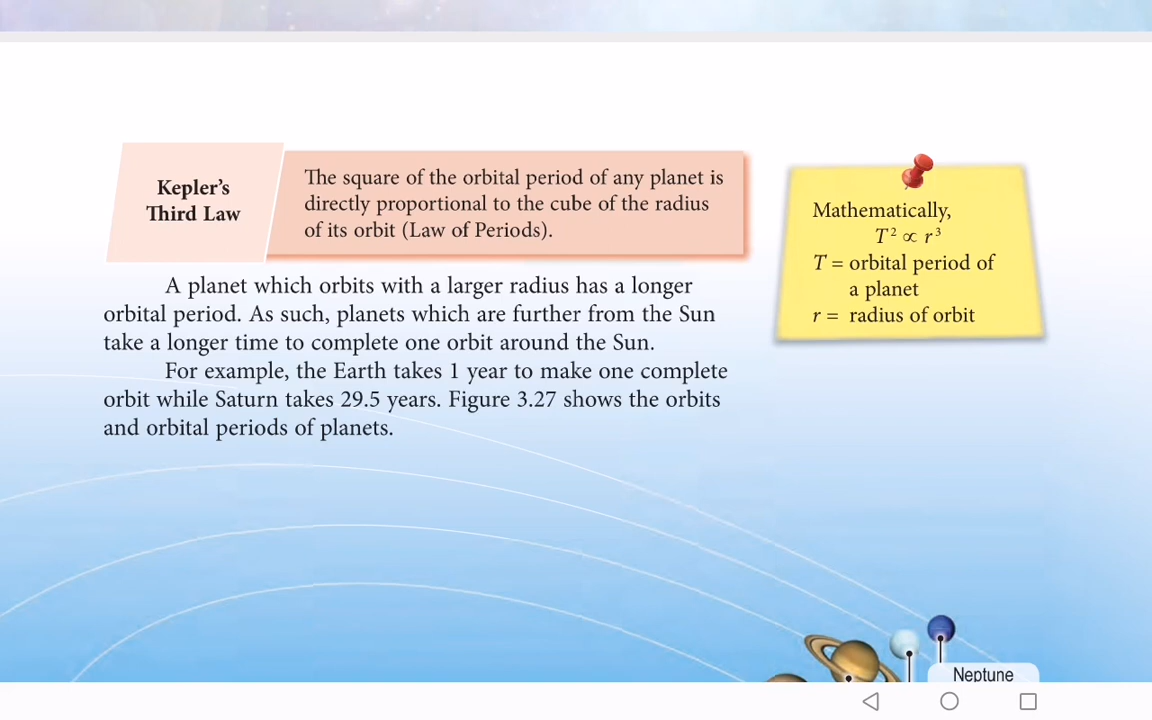 Kepler's
Third Law
The square of the orbital period of any planet is
directly proportional to the cube of the radius
of its orbit (Law of Periods).
Mathematically,
T² ∝ r³
T = orbital period of
a planet
r = radius of orbit
A planet which orbits with a larger radius has a longer
orbital period. As such, planets which are further from the Sun
take a longer time to complete one orbit around the Sun.
For example, the Earth takes 1 year to make one complete
orbit while Saturn takes 29.5 years. Figure 3.27 shows the orbits
and orbital periods of planets.
Neptune